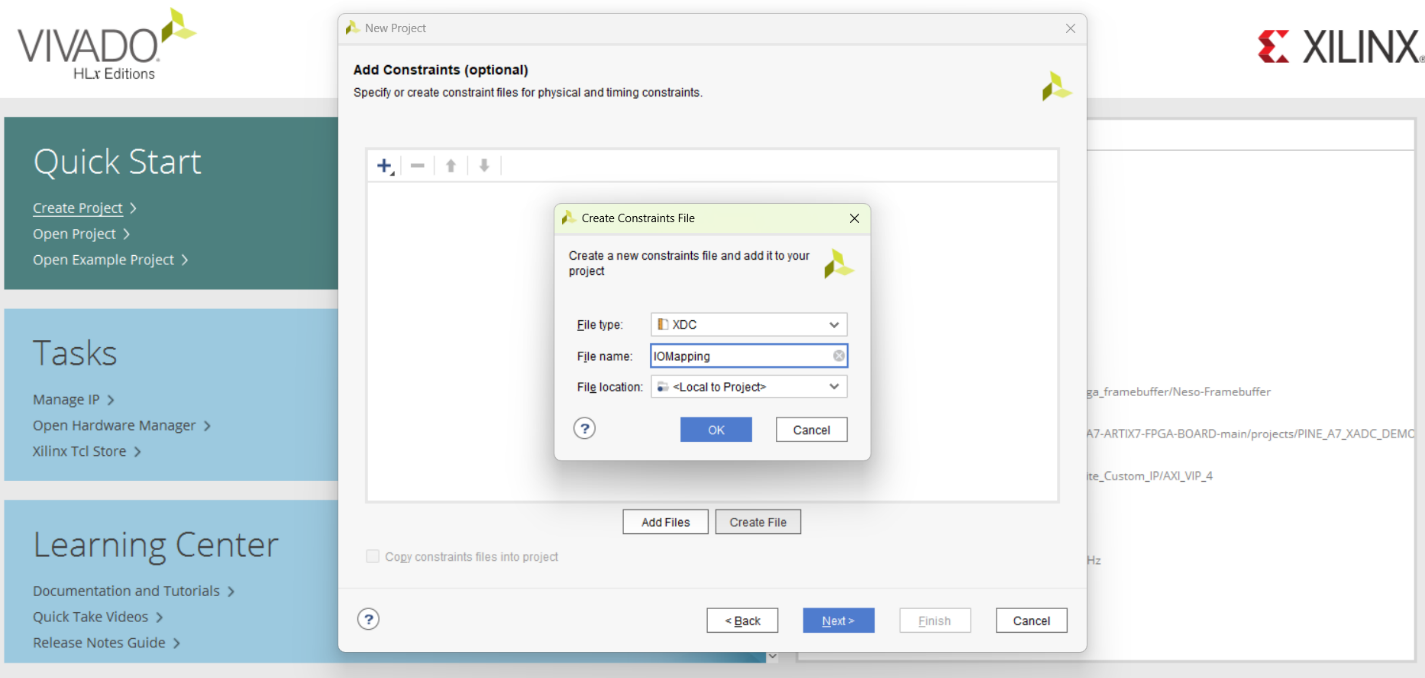 VIVADO.
HLx Editions
XILINX
Quick Start
Create Project >
Open Project >
Open Example Project >
Tasks
Manage IP >
Open Hardware Manager >
Xilinx Tcl Store >
Learning Center
Documentation and Tutorials >
Quick Take Videos >
Release Notes Guide >
New Project
Add Constraints (optional)
Specify or create constraint files for physical and timing constraints.
Create Constraints File
Create a new constraints file and add it to your
project
File type: XDC
File name: IOMapping
File location: <Local to Project>
? OK Cancel
Add Files Create File
Copy constraints files into project
? < Back Next > Finish Cancel
ga_framebuffer/Neso-Framebuffer
A7-ARTIX7-FPGA-BOARD-main/projects/PINE_A7_XADC_DEMO
ite_Custom_IP/AXI_VIP_4
Hz